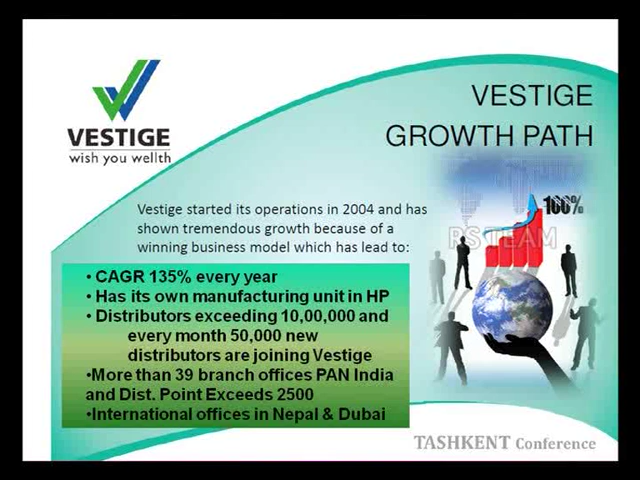 VESTIGE
wish you wellth
VESTIGE
GROWTH PATH
Vestige started its operations in 2004 and has
shown tremendous growth because of a
winning business model which has lead to:
100%
RS TEAM
• CAGR 135% every year
• Has its own manufacturing unit in HP
• Distributors exceeding 10,00,000 and
every month 50,000 new
distributors are joining Vestige
•More than 39 branch offices PAN India
and Dist. Point Exceeds 2500
•International offices in Nepal & Dubai
TASHKENT Conference